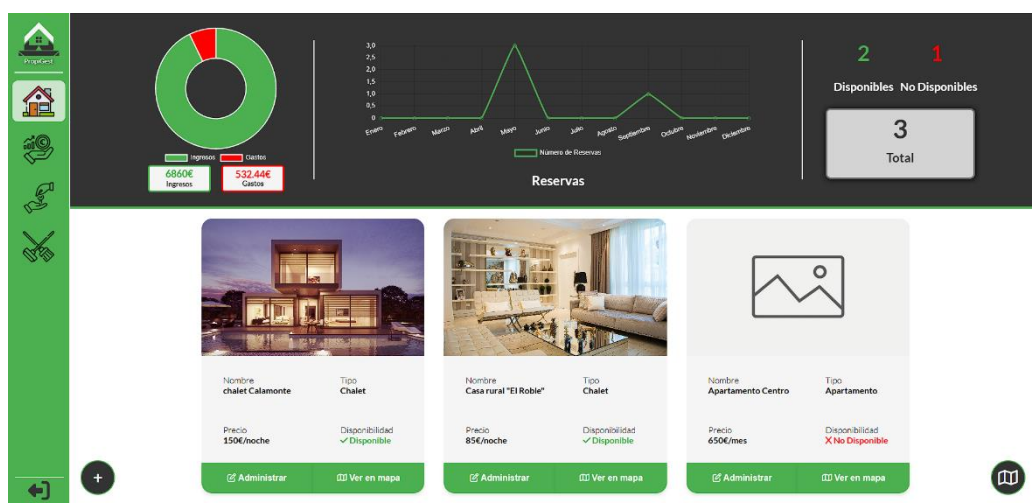 PropiGest
Ingresos Gastos
6860€
Ingresos
532.44€
Gastos
3,0
2,5
2,0
1,5
1,0
0,5
0
Enero Febrero Marzo Abril Mayo Junio Julio Agosto Septiembre Octubre Noviembre Diciembre
Número de Reservas
Reservas
2 1
Disponibles No Disponibles
3
Total
Nombre Tipo
chalet Calamonte Chalet
Precio Disponibilidad
150€/noche Disponible
Administrar Ver en mapa
Nombre Tipo
Casa rural "El Roble" Chalet
Precio Disponibilidad
85€/noche Disponible
Administrar Ver en mapa
Nombre Tipo
Apartamento Centro Apartamento
Precio Disponibilidad
650€/mes No Disponible
Administrar Ver en mapa
+